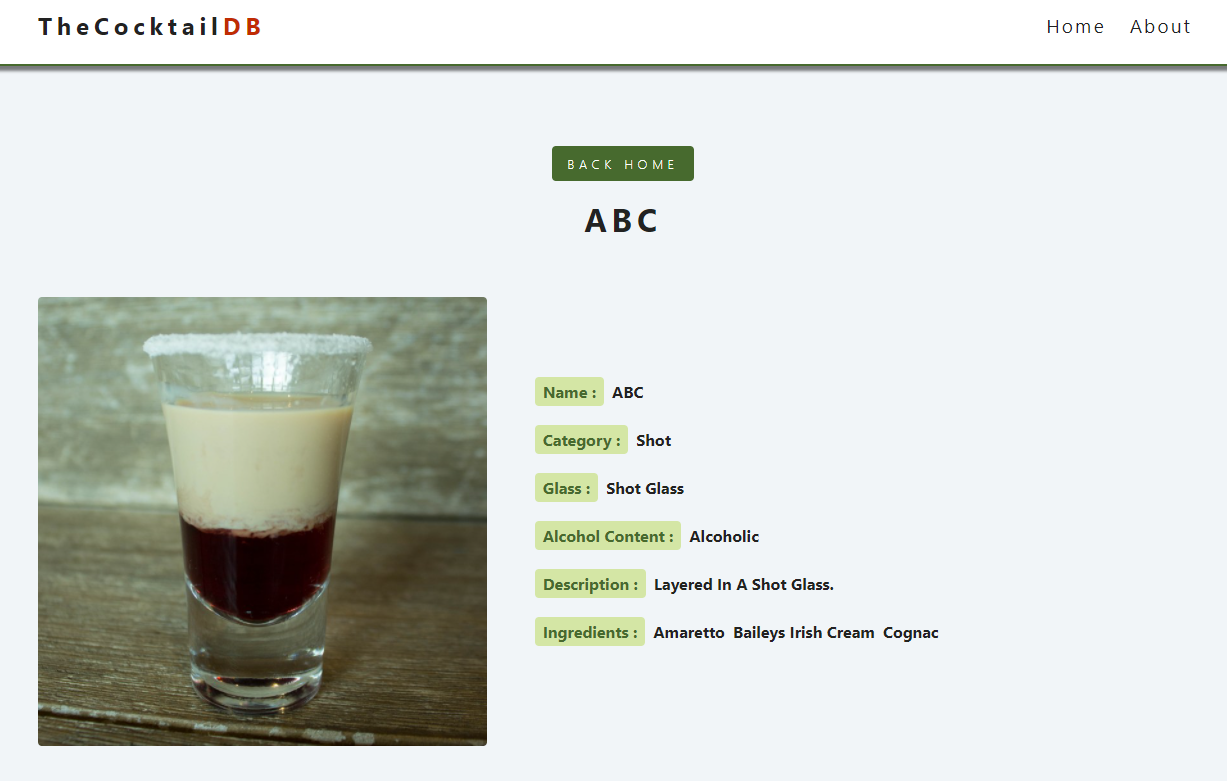 TheCocktailDB
Home About
BACK HOME
ABC
Name : ABC
Category : Shot
Glass : Shot Glass
Alcohol Content : Alcoholic
Description : Layered In A Shot Glass.
Ingredients : Amaretto Baileys Irish Cream Cognac